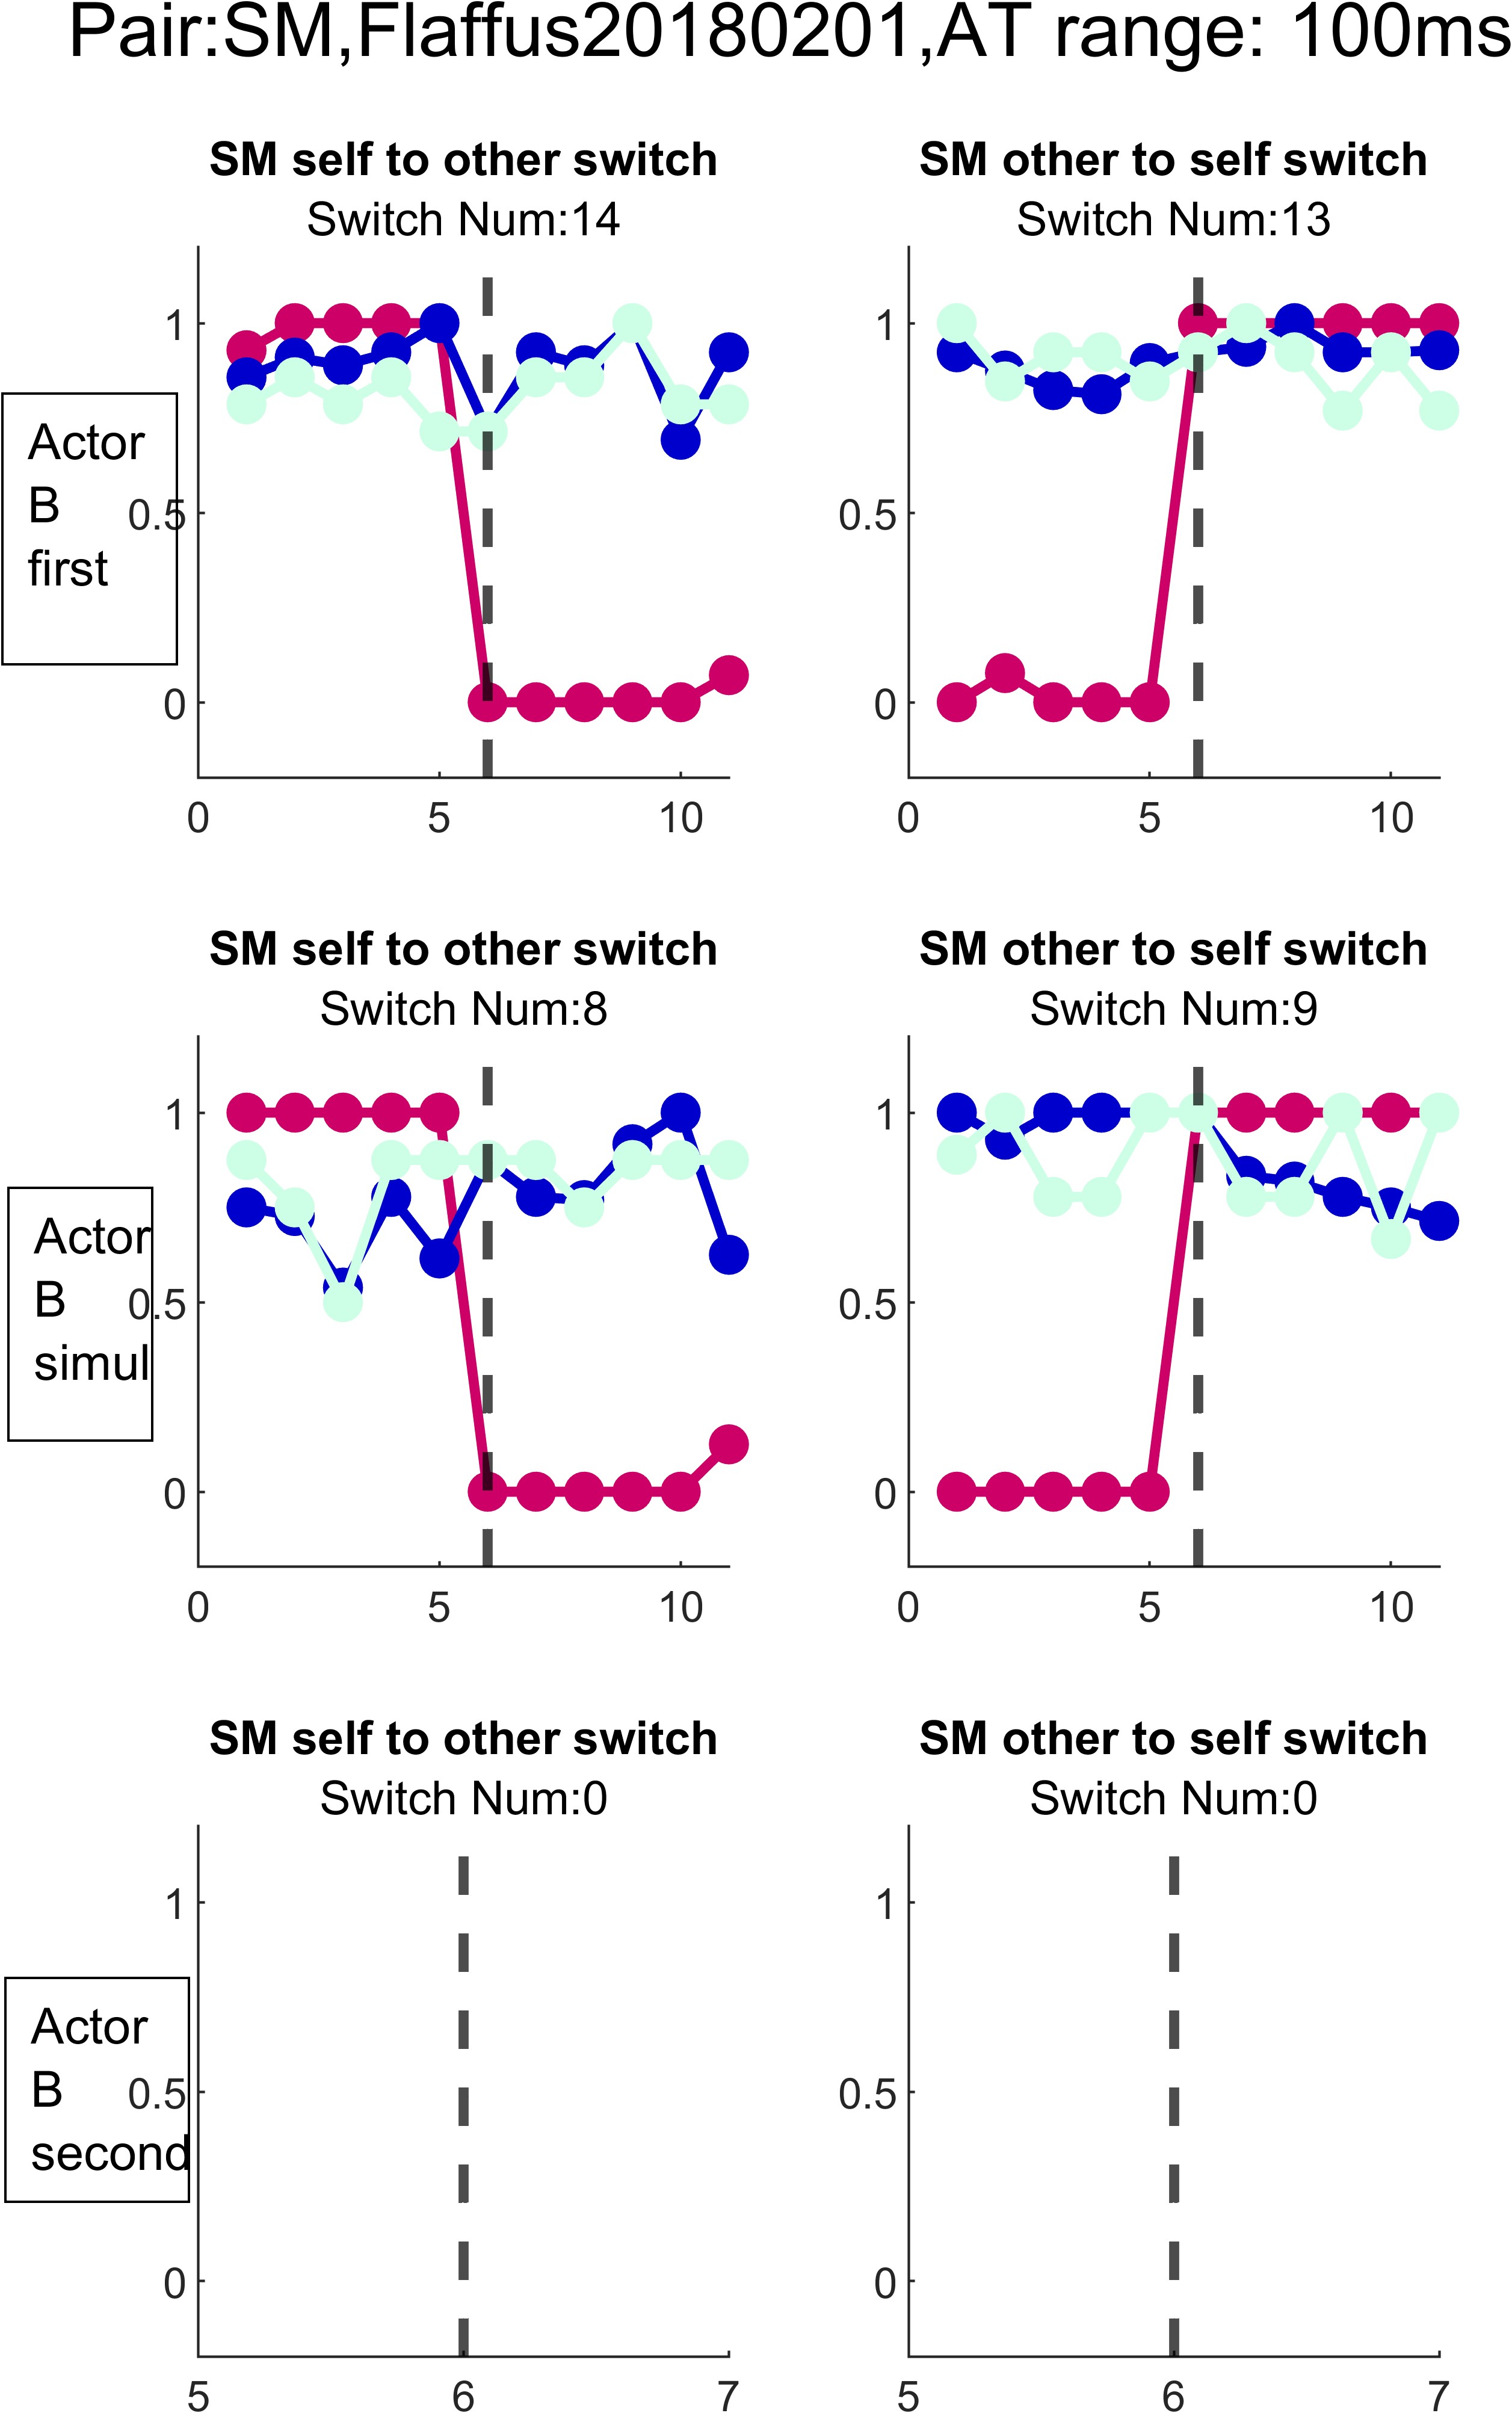 Pair:SM,Flaffus20180201,AT range: 100ms
SM self to other switch
Switch Num:14
SM other to self switch
Switch Num:13
Actor
B
first
1
0.5
0
0
5
10
1
0.5
0
0
5
10
SM self to other switch
Switch Num:8
SM other to self switch
Switch Num:9
Actor
B
simul
1
0.5
0
0
5
10
1
0.5
0
0
5
10
SM self to other switch
Switch Num:0
SM other to self switch
Switch Num:0
Actor
B
second
1
0.5
0
5
6
7
1
0.5
0
5
6
7